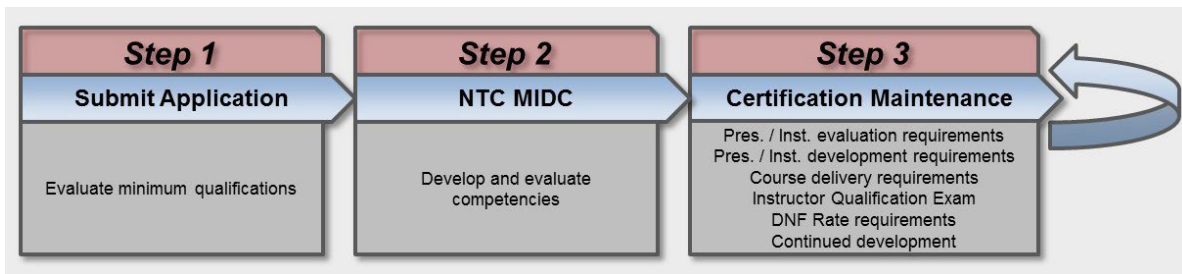 Step 1
Submit Application
Evaluate minimum qualifications
Step 2
NTC MIDC
Develop and evaluate
competencies
Step 3
Certification Maintenance
Pres. / Inst. evaluation requirements
Pres. / Inst. development requirements
Course delivery requirements
Instructor Qualification Exam
DNF Rate requirements
Continued development